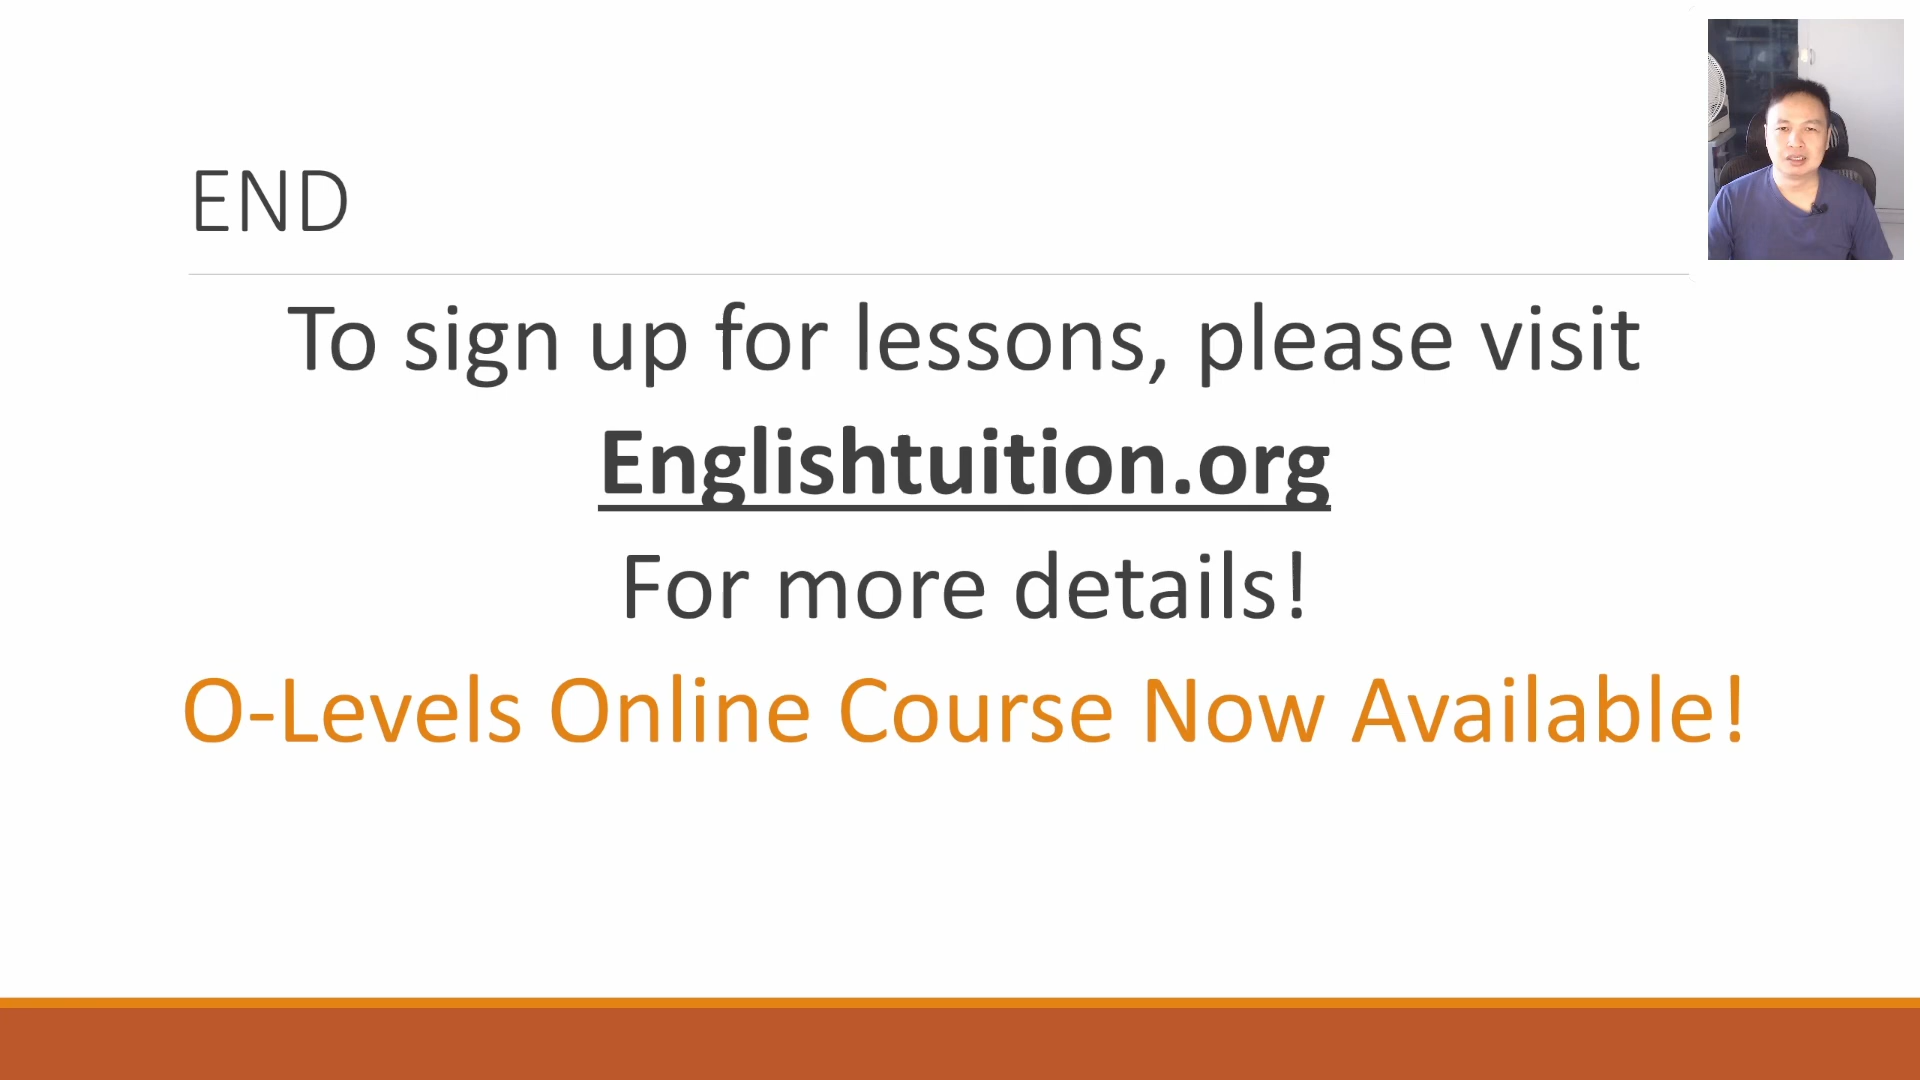 END
To sign up for lessons, please visit
Englishtuition.org
For more details!
O-Levels Online Course Now Available!